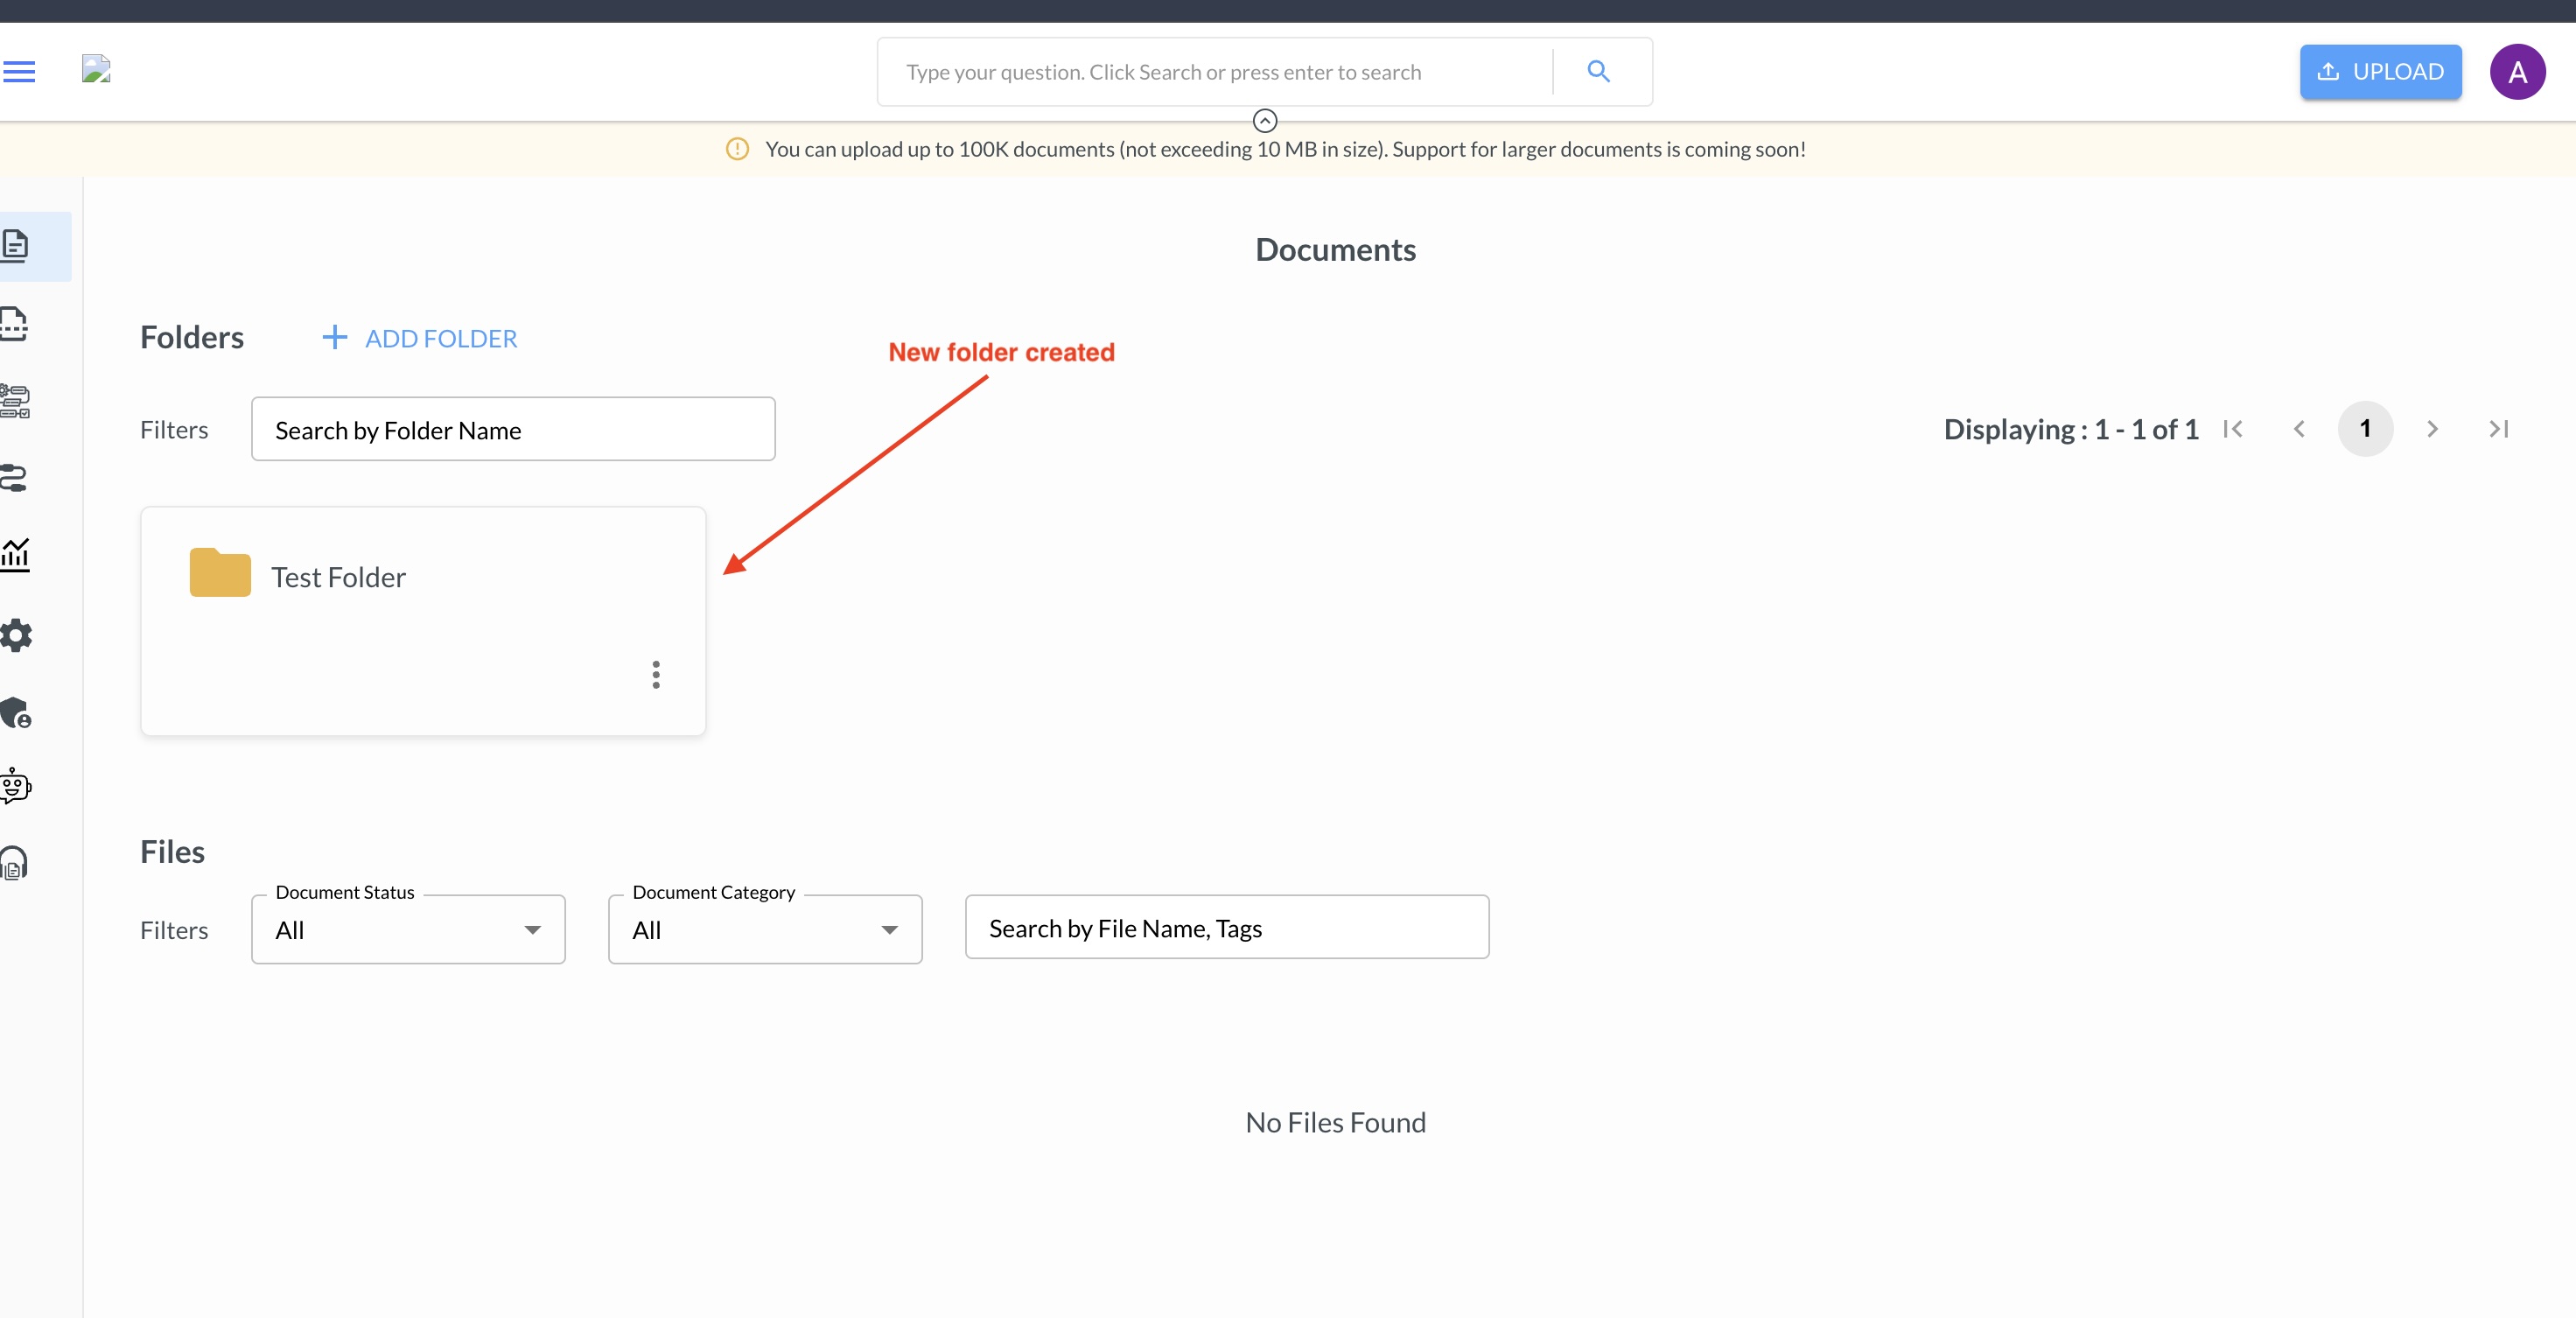 Type your question. Click Search or press enter to search
UPLOAD
A
You can upload up to 100K documents (not exceeding 10 MB in size). Support for larger documents is coming soon!
Documents
Folders
ADD FOLDER
New folder created
Filters
Search by Folder Name
Displaying : 1 - 1 of 1
1
Test Folder
Files
Filters
Document Status
All
Document Category
All
Search by File Name, Tags
No Files Found